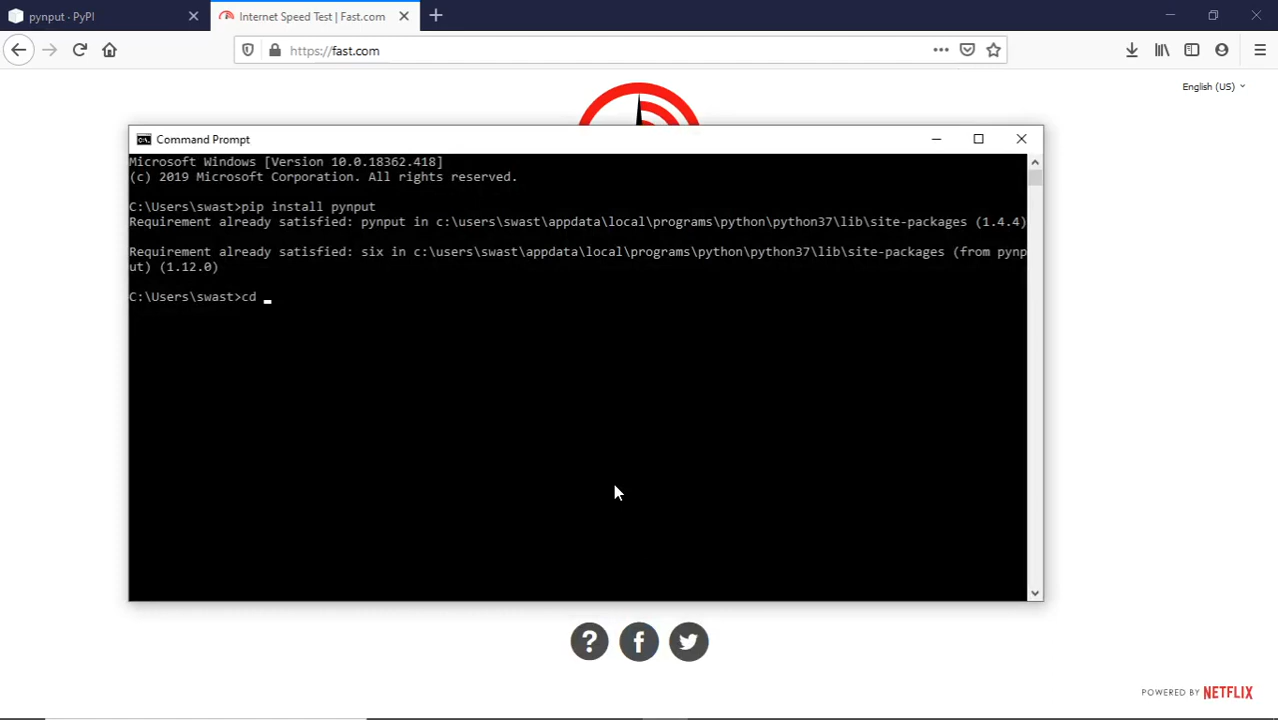 pynput · PyPI
Internet Speed Test | Fast.com
https://fast.com
English (US)
Command Prompt
Microsoft Windows [Version 10.0.18362.418]
(c) 2019 Microsoft Corporation. All rights reserved.
C:\Users\swast>pip install pynput
Requirement already satisfied: pynput in c:\users\swast\appdata\local\programs\python\python37\lib\site-packages (1.4.4)
Requirement already satisfied: six in c:\users\swast\appdata\local\programs\python\python37\lib\site-packages (from pynp
ut) (1.12.0)
C:\Users\swast>cd _
POWERED BY NETFLIX